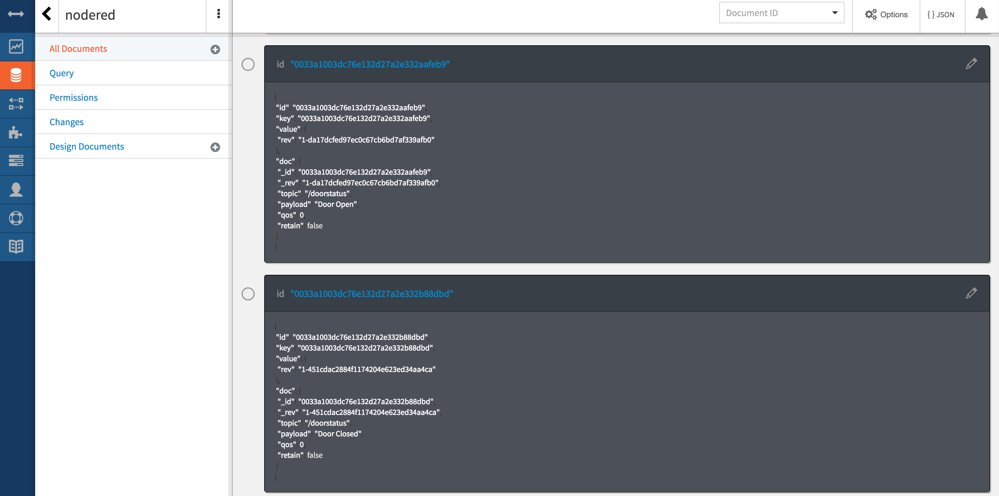 nodered
Document ID
Options
{ } JSON
All Documents
Query
Permissions
Changes
Design Documents
id "0033a1003dc76e132d27a2e332aafeb9"
{
"id": "0033a1003dc76e132d27a2e332aafeb9",
"key": "0033a1003dc76e132d27a2e332aafeb9",
"value": {
"rev": "1-da17dcfed97ec0c67cb6bd7af339afb0"
},
"doc": {
"_id": "0033a1003dc76e132d27a2e332aafeb9",
"_rev": "1-da17dcfed97ec0c67cb6bd7af339afb0",
"topic": "/doorstatus",
"payload": "Door Open",
"qos": 0,
"retain": false
}
}
id "0033a1003dc76e132d27a2e332b88dbd"
{
"id": "0033a1003dc76e132d27a2e332b88dbd",
"key": "0033a1003dc76e132d27a2e332b88dbd",
"value": {
"rev": "1-451cdac2884f1174204e623ed34aa4ca"
},
"doc": {
"_id": "0033a1003dc76e132d27a2e332b88dbd",
"_rev": "1-451cdac2884f1174204e623ed34aa4ca",
"topic": "/doorstatus",
"payload": "Door Closed",
"qos": 0,
"retain": false
}
}